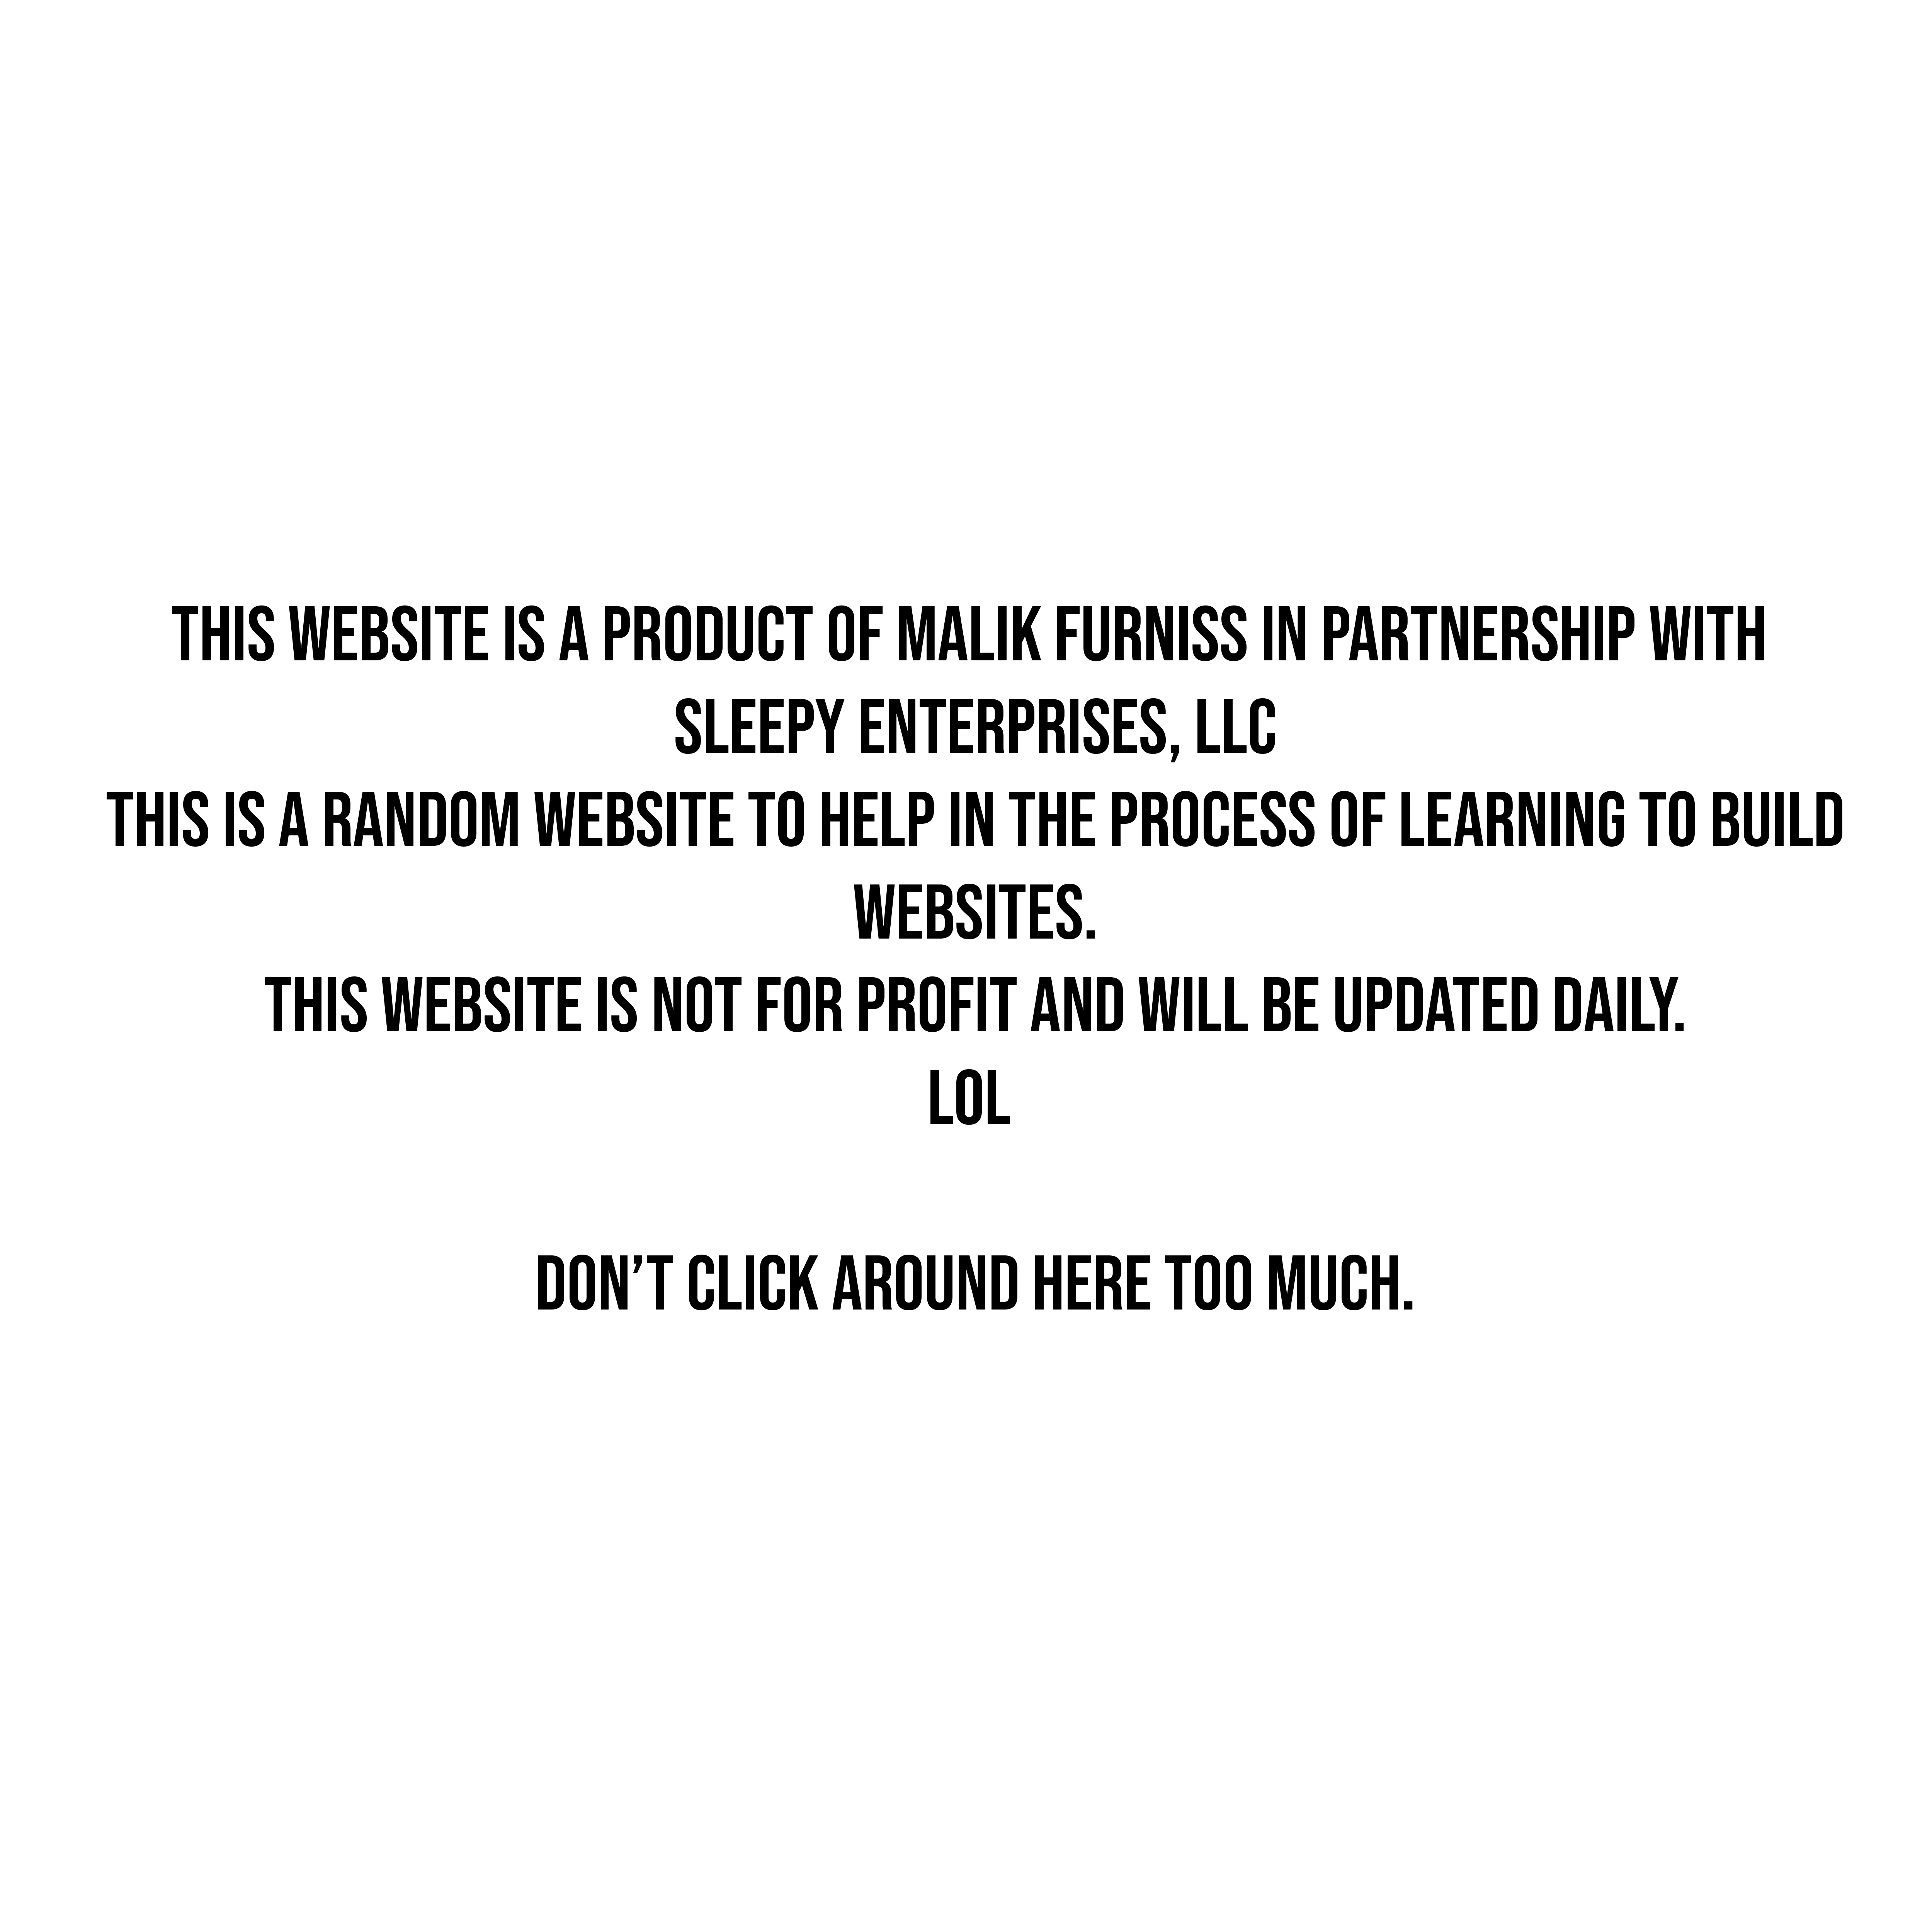 THIS WEBSITE IS A PRODUCT OF MALIK FURNISS IN PARTNERSHIP WITH
SLEEPY ENTERPRISES, LLC
THIS IS A RANDOM WEBSITE TO HELP IN THE PROCESS OF LEARNING TO BUILD
WEBSITES.
THIS WEBSITE IS NOT FOR PROFIT AND WILL BE UPDATED DAILY.
LOL
DON'T CLICK AROUND HERE TOO MUCH.